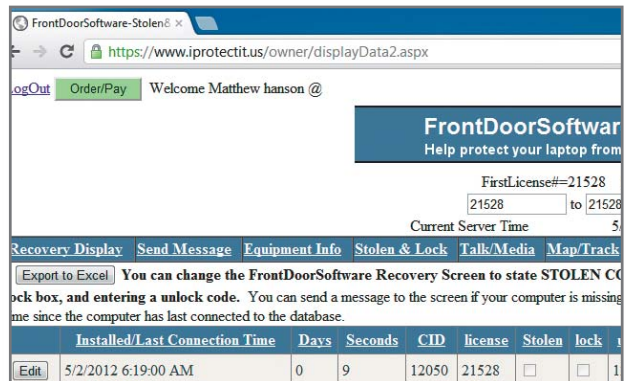 FrontDoorSoftware-Stolen&
https://www.iprotectit.us/owner/displayData2.aspx
LogOut Order/Pay Welcome Matthew hanson @
FrontDoorSoftwar
Help protect your laptop from
FirstLicense#=21528
21528 to 21528
Current Server Time 5/
Recovery Display Send Message Equipment Info Stolen & Lock Talk/Media Map/Track
Export to Excel You can change the FrontDoorSoftware Recovery Screen to state STOLEN CO
ock box, and entering a unlock code. You can send a message to the screen if your computer is missing
me since the computer has last connected to the database.
Installed/Last Connection Time Days Seconds CID license Stolen lock
Edit 5/2/2012 6:19:00 AM 0 9 12050 21528 1